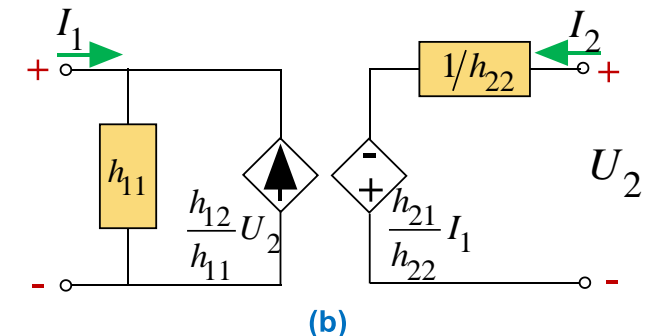 I₁
I₂
+
1/h₂₂
+
h₁₁
-
+
U₂
h₁₂/h₁₁ U₂
h₂₁/h₂₂ I₁
-
-
(b)